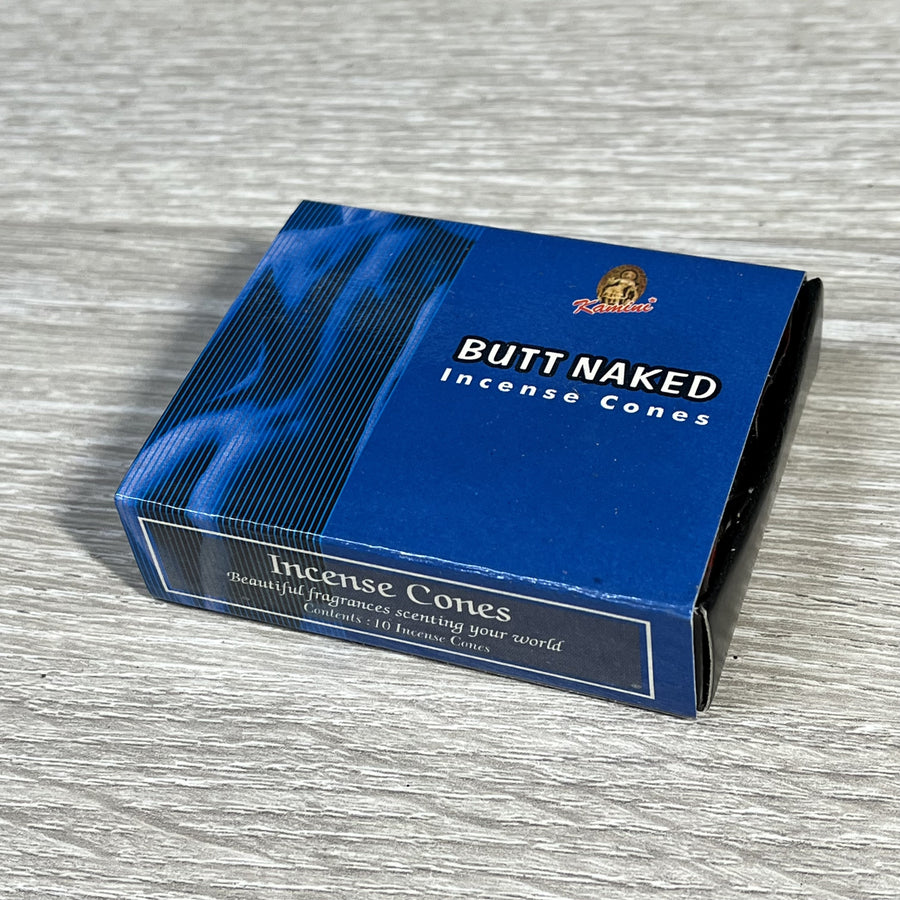 Kamini
BUTT NAKED
Incense Cones
Incense Cones
Beautiful fragrances scenting your world
Contents : 10 Incense Cones